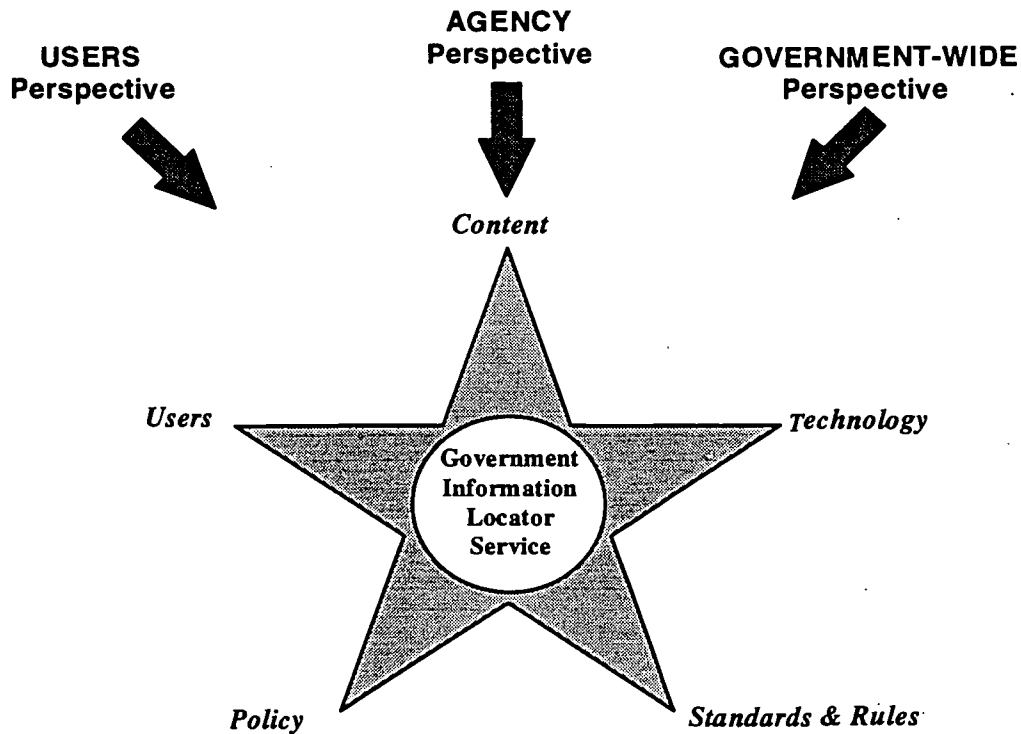 AGENCY
Perspective
USERS
Perspective
GOVERNMENT-WIDE
Perspective
Content
Users
Technology
Government
Information
Locator
Service
Policy
Standards & Rules